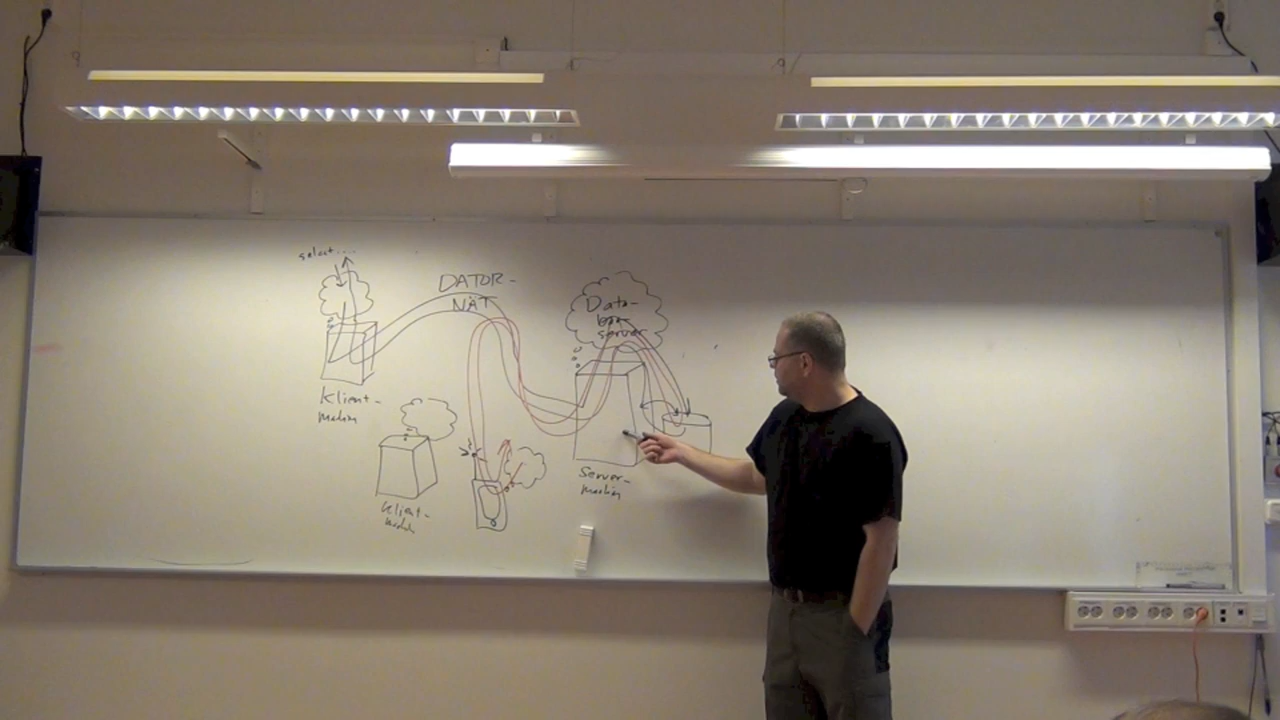 select...
DATOR-
NÄT
Data-
bas-
server
Klient-
maskin
Klient-
maskin
Server-
maskin